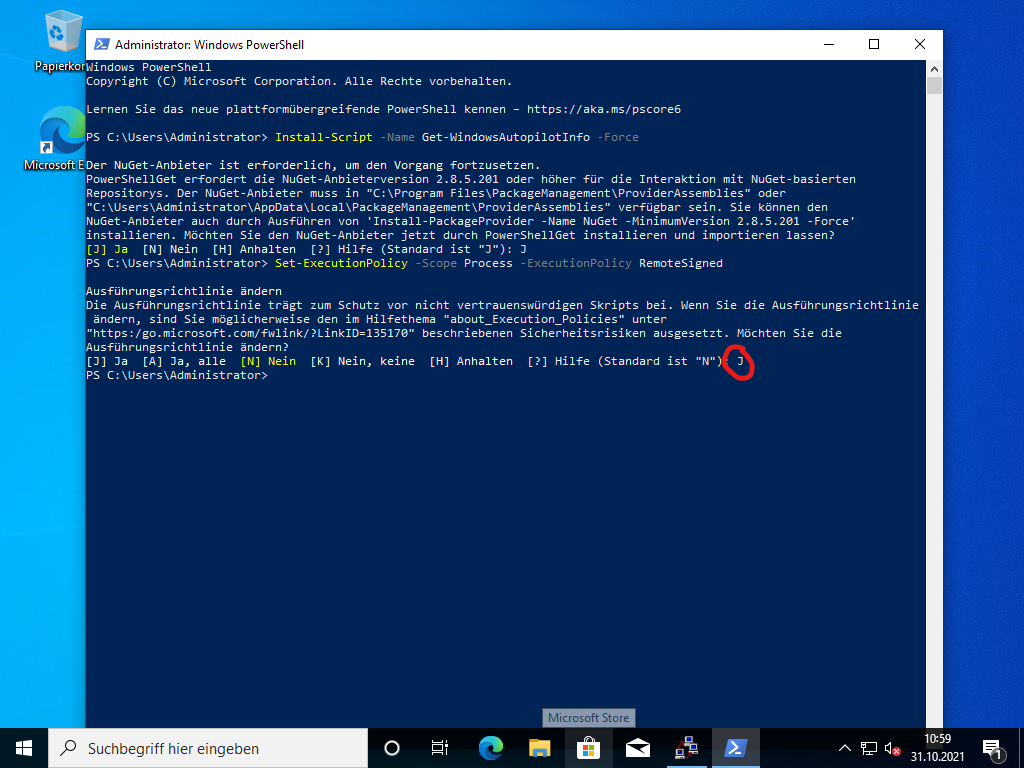 Papierkor
Microsoft E
Administrator: Windows PowerShell
Windows PowerShell
Copyright (C) Microsoft Corporation. Alle Rechte vorbehalten.
Lernen Sie das neue plattformübergreifende PowerShell kennen – https://aka.ms/pscore6
PS C:\Users\Administrator> Install-Script -Name Get-WindowsAutopilotInfo -Force
Der NuGet-Anbieter ist erforderlich, um den Vorgang fortzusetzen.
PowerShellGet erfordert die NuGet-Anbieterversion 2.8.5.201 oder höher für die Interaktion mit NuGet-basierten
Repositorys. Der NuGet-Anbieter muss in "C:\Program Files\PackageManagement\ProviderAssemblies" oder
"C:\Users\Administrator\AppData\Local\PackageManagement\ProviderAssemblies" verfügbar sein. Sie können den
NuGet-Anbieter auch durch Ausführen von 'Install-PackageProvider -Name NuGet -MinimumVersion 2.8.5.201 -Force'
installieren. Möchten Sie den NuGet-Anbieter jetzt durch PowerShellGet installieren und importieren lassen?
[J] Ja  [N] Nein  [H] Anhalten  [?] Hilfe (Standard ist "J"): J
PS C:\Users\Administrator> Set-ExecutionPolicy -Scope Process -ExecutionPolicy RemoteSigned
Ausführungsrichtlinie ändern
Die Ausführungsrichtlinie trägt zum Schutz vor nicht vertrauenswürdigen Skripts bei. Wenn Sie die Ausführungsrichtlinie
ändern, sind Sie möglicherweise den im Hilfethema "about_Execution_Policies" unter
"https:/go.microsoft.com/fwlink/?LinkID=135170" beschriebenen Sicherheitsrisiken ausgesetzt. Möchten Sie die
Ausführungsrichtlinie ändern?
[J] Ja  [A] Ja, alle  [N] Nein  [K] Nein, keine  [H] Anhalten  [?] Hilfe (Standard ist "N"): J
PS C:\Users\Administrator>
Microsoft Store
Suchbegriff hier eingeben
10:59
31.10.2021
1